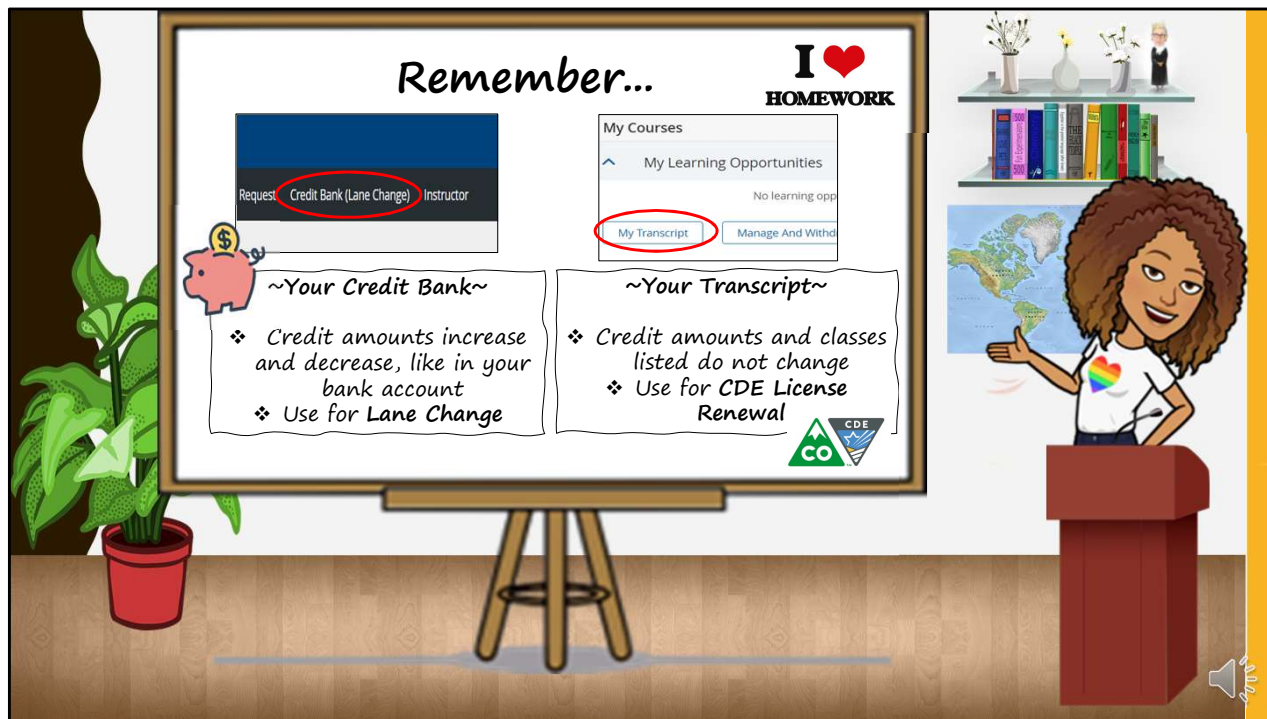 Remember...
I
HOMEWORK
Request Credit Bank (Lane Change) Instructor
My Courses
My Learning Opportunities
No learning opp
My Transcript Manage And Withd
$
~Your Credit Bank~
❖ Credit amounts increase
and decrease, like in your
bank account
❖ Use for Lane Change
~Your Transcript~
❖ Credit amounts and classes
listed do not change
❖ Use for CDE License
Renewal
CO
CDE